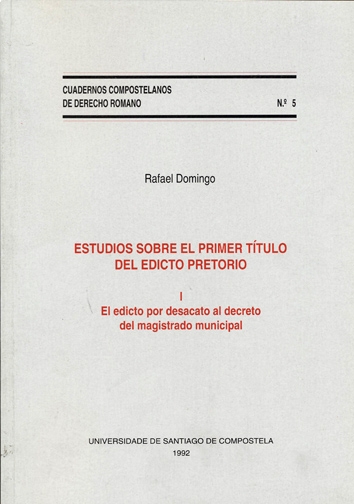 CUADERNOS COMPOSTELANOS
DE DERECHO ROMANO N.º 5
Rafael Domingo
ESTUDIOS SOBRE EL PRIMER TÍTULO
DEL EDICTO PRETORIO
I
El edicto por desacato al decreto
del magistrado municipal
UNIVERSIDADE DE SANTIAGO DE COMPOSTELA
1992